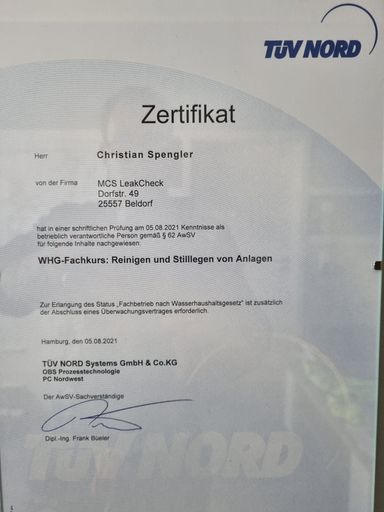 TÜV NORD
Zertifikat
Herr Christian Spengler
von der Firma MCS LeakCheck
Dorfstr. 49
25557 Beldorf
hat in einer schriftlichen Prüfung am 05.08.2021 Kenntnisse als
betrieblich verantwortliche Person gemäß § 62 AwSV
für folgende Inhalte nachgewiesen:
WHG-Fachkurs: Reinigen und Stilllegen von Anlagen
Zur Erlangung des Status „Fachbetrieb nach Wasserhaushaltsgesetz" ist zusätzlich
der Abschluss eines Überwachungsvertrages erforderlich.
Hamburg, den 05.08.2021
TÜV NORD Systems GmbH & Co.KG
OBS Prozesstechnologie
PC Nordwest
Der AwSV-Sachverständige
Dipl.-Ing. Frank Büeler
TÜV NORD